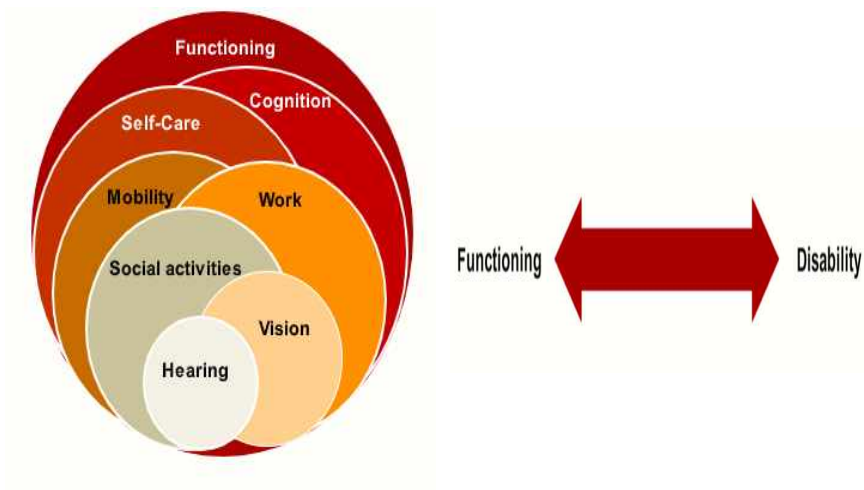 Functioning
Cognition
Self-Care
Mobility
Work
Social activities
Vision
Hearing
Functioning
Disability